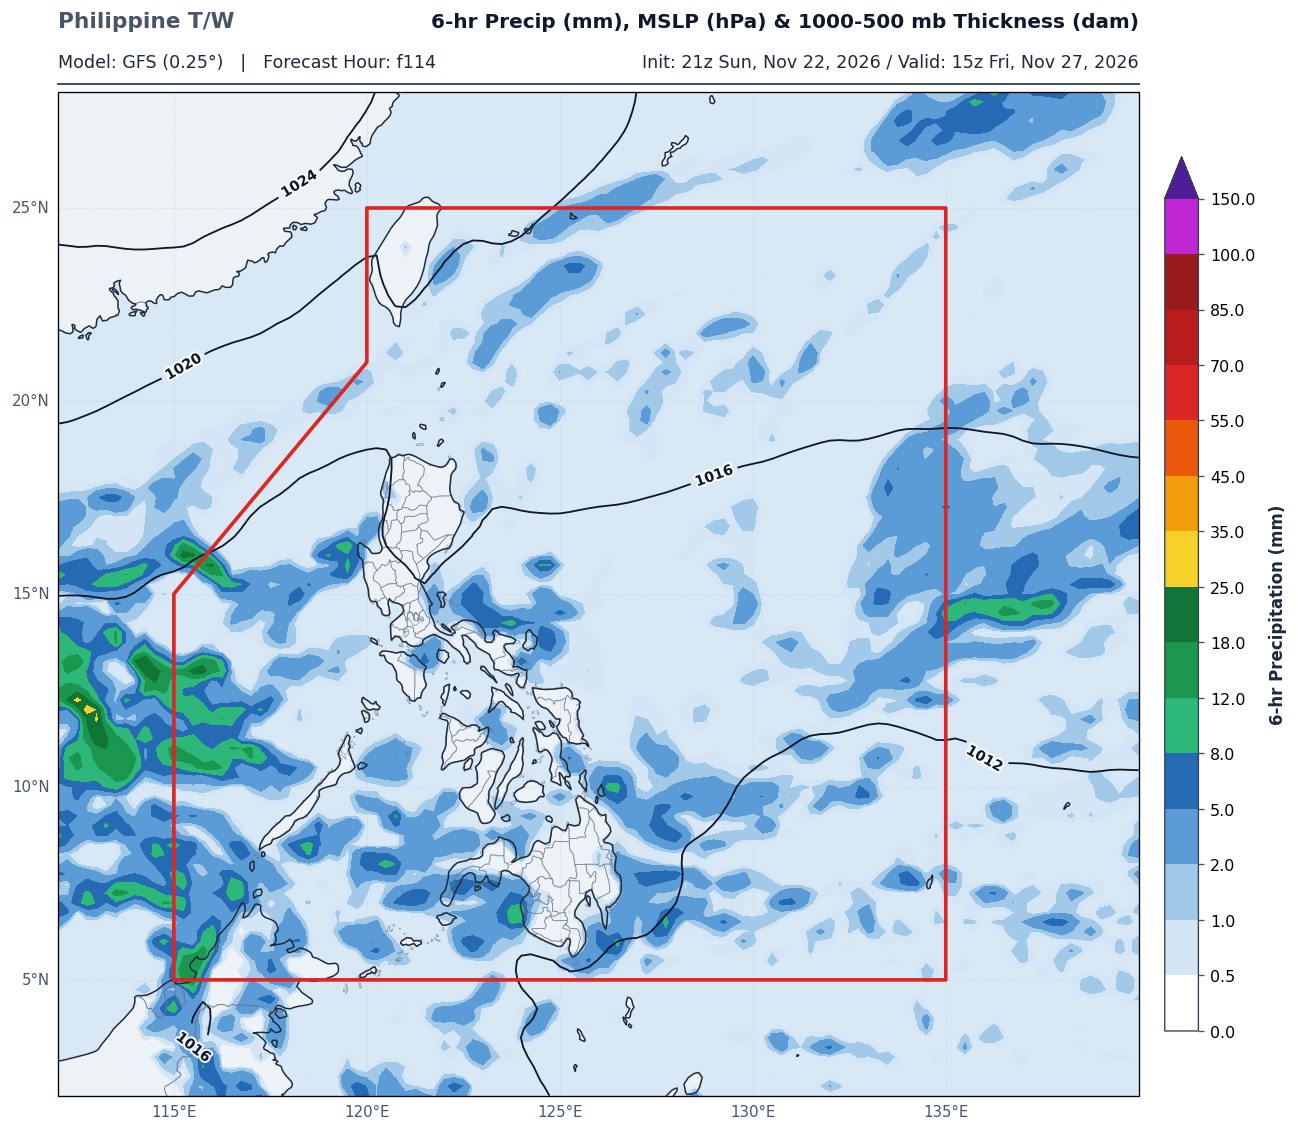 Philippine T/W
6-hr Precip (mm), MSLP (hPa) & 1000-500 mb Thickness (dam)
Model: GFS (0.25°) | Forecast Hour: f114
Init: 21z Sun, Nov 22, 2026 / Valid: 15z Fri, Nov 27, 2026
1024
1020
1016
1012
1016
25°N
20°N
15°N
10°N
5°N
115°E
120°E
125°E
130°E
135°E
150.0
100.0
85.0
70.0
55.0
45.0
35.0
25.0
18.0
12.0
8.0
5.0
2.0
1.0
0.5
0.0
6-hr Precipitation (mm)